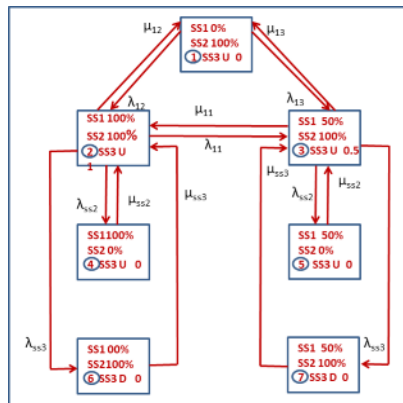 SS1 0%
SS2 100%
1 SS3 U 0
μ12
μ13
λ12
λ13
SS1 100%
SS2 100%
2 SS3 U
1
μ11
λ11
SS1 50%
SS2 100%
3 SS3 U 0.5
λss2
μss2
μss3
μss3
λss2
μss2
SS1100%
SS2 0%
4 SS3 U 0
SS1 50%
SS2 0%
5 SS3 U 0
λss3
λss3
SS1 00%
SS2100%
6 SS3 D 0
SS1 50%
SS2 100%
7 SS3 D 0